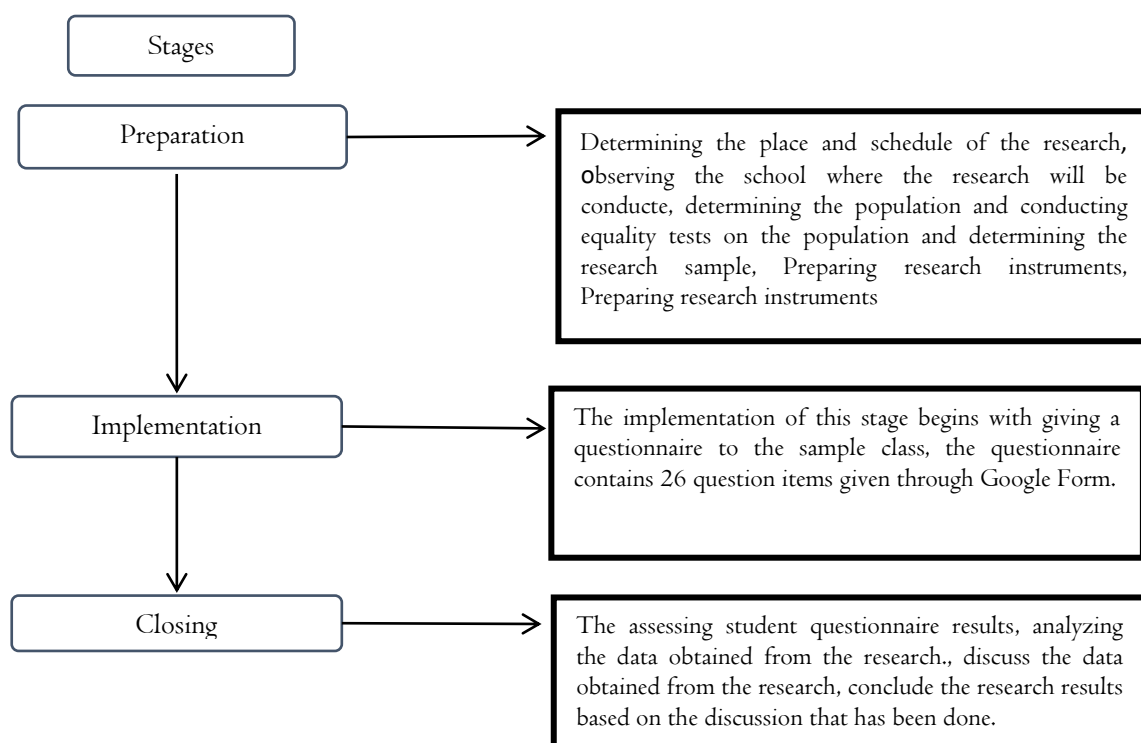 Stages
Preparation
Determining the place and schedule of the research,
observing the school where the research will be
conducte, determining the population and conducting
equality tests on the population and determining the
research sample, Preparing research instruments,
Preparing research instruments
Implementation
The implementation of this stage begins with giving a
questionnaire to the sample class, the questionnaire
contains 26 question items given through Google Form.
Closing
The assessing student questionnaire results, analyzing
the data obtained from the research., discuss the data
obtained from the research, conclude the research results
based on the discussion that has been done.